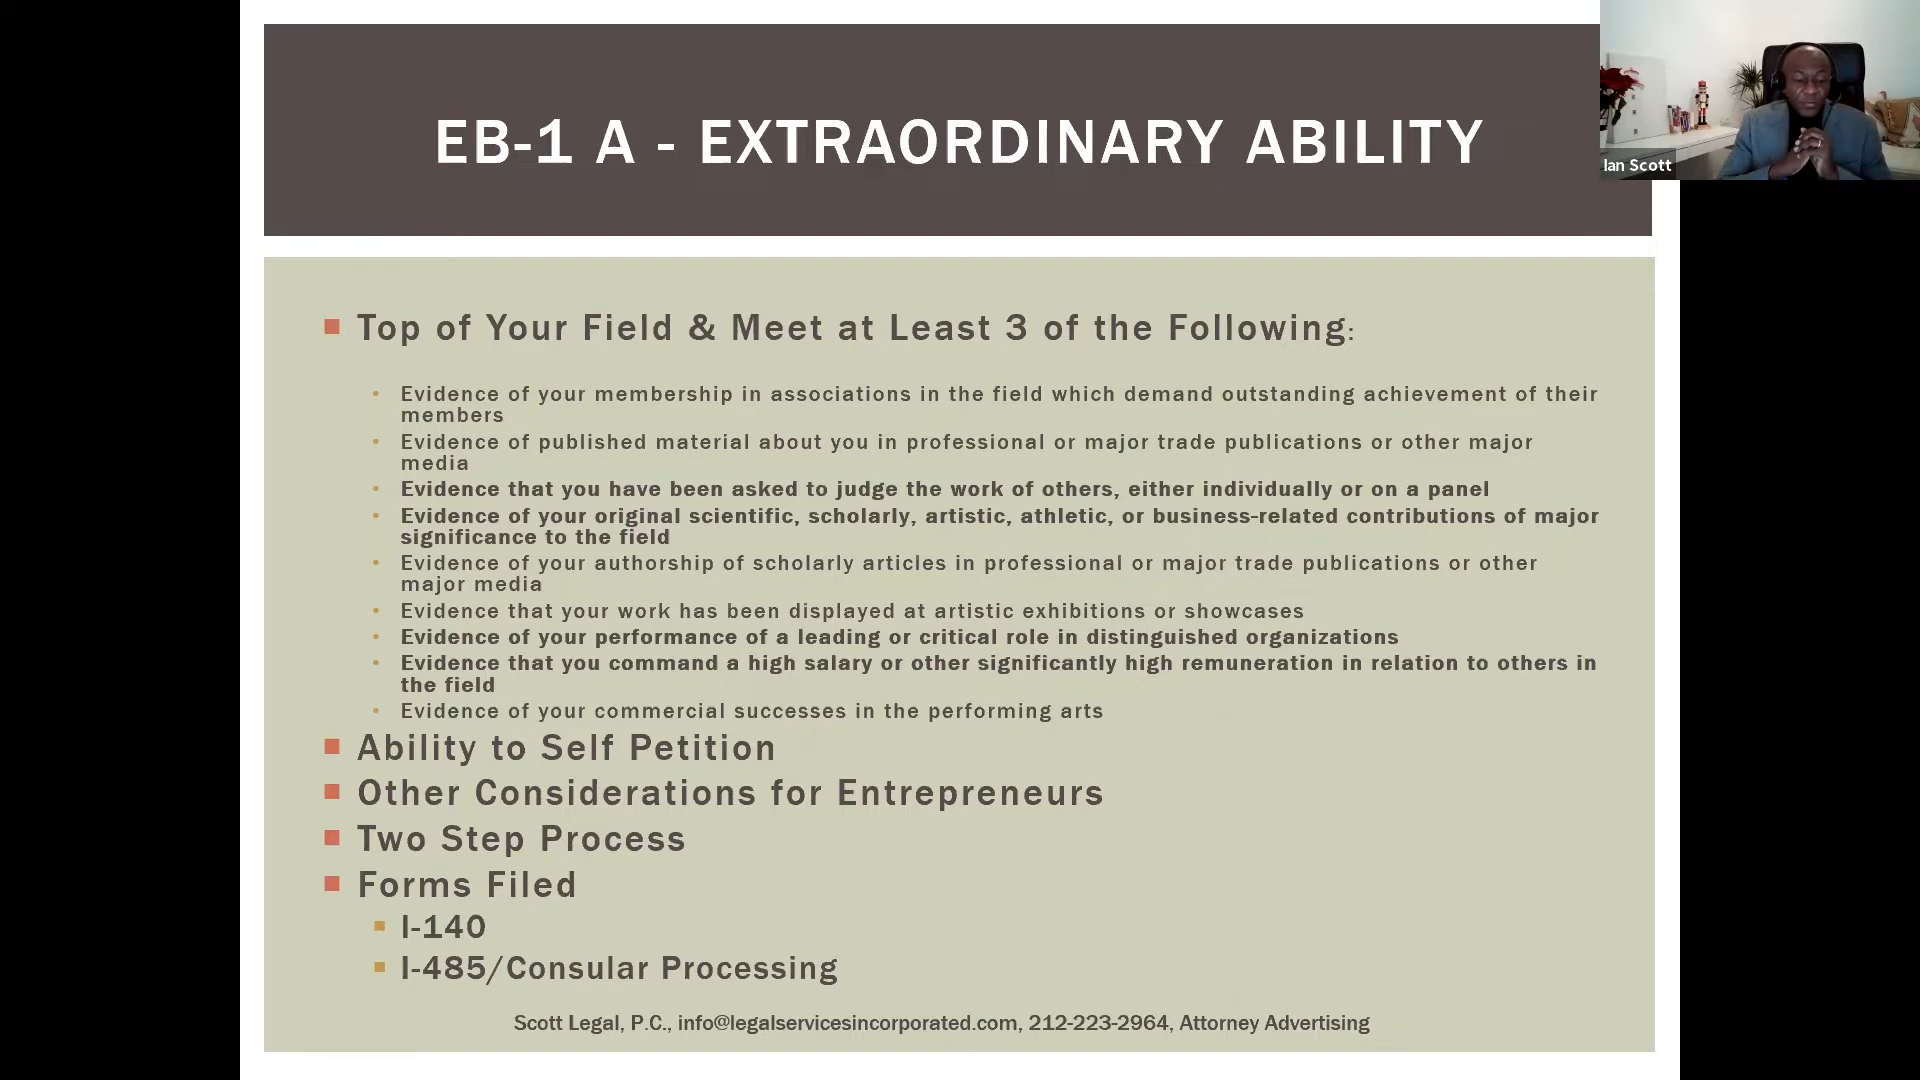 EB-1 A - EXTRAORDINARY ABILITY
Ian Scott
Top of Your Field & Meet at Least 3 of the Following:
Evidence of your membership in associations in the field which demand outstanding achievement of their
members
Evidence of published material about you in professional or major trade publications or other major
media
Evidence that you have been asked to judge the work of others, either individually or on a panel
Evidence of your original scientific, scholarly, artistic, athletic, or business-related contributions of major
significance to the field
Evidence of your authorship of scholarly articles in professional or major trade publications or other
major media
Evidence that your work has been displayed at artistic exhibitions or showcases
Evidence of your performance of a leading or critical role in distinguished organizations
Evidence that you command a high salary or other significantly high remuneration in relation to others in
the field
Evidence of your commercial successes in the performing arts
Ability to Self Petition
Other Considerations for Entrepreneurs
Two Step Process
Forms Filed
I-140
I-485/Consular Processing
Scott Legal, P.C., info@legalservicesincorporated.com, 212-223-2964, Attorney Advertising